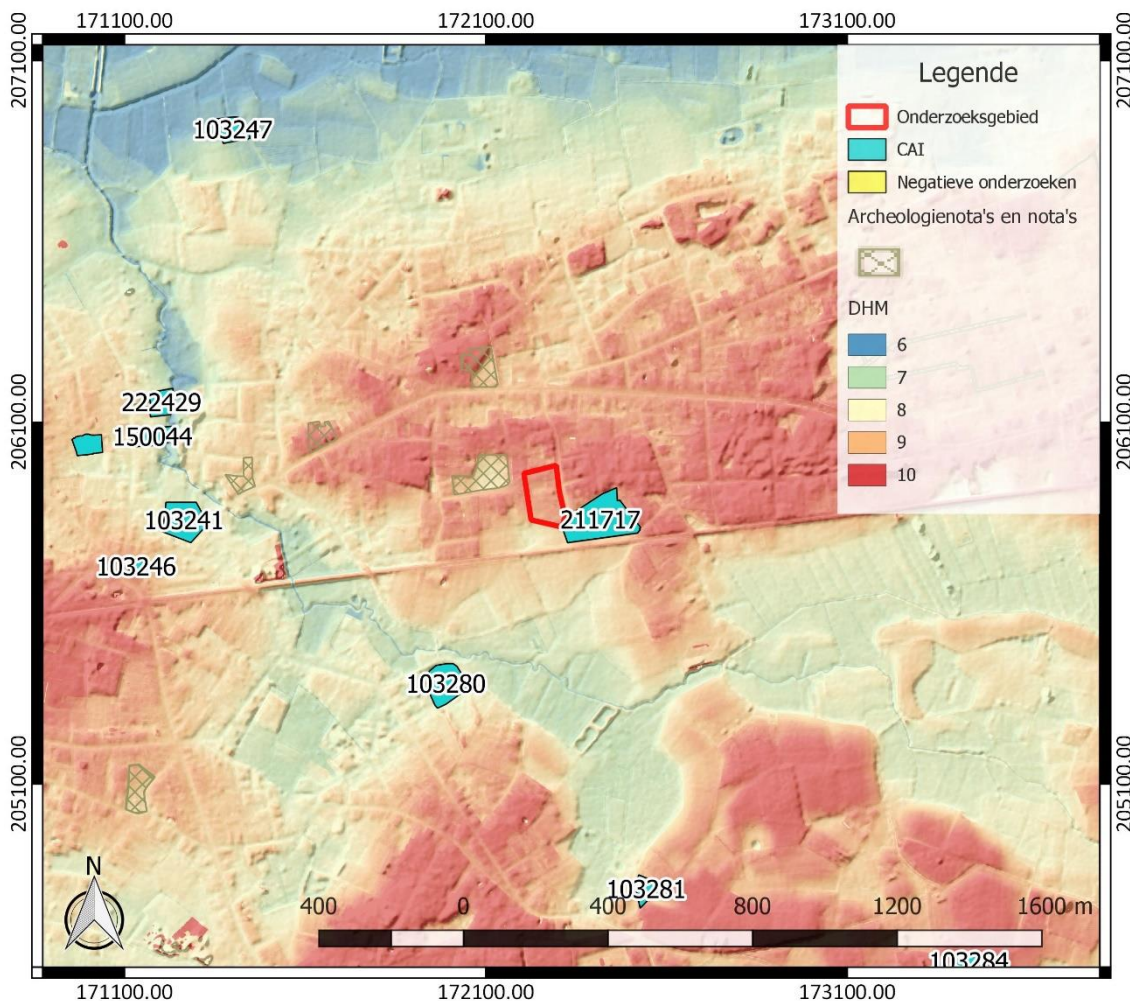 171100.00 172100.00 173100.00
207100.00 207100.00
Legende
Onderzoeksgebied
CAI
Negatieve onderzoeken
Archeologienota's en nota's
DHM
6
7
8
9
10
103247
222429
150044
206100.00 206100.00
103241
211717
103246
103280
205100.00 205100.00
N
103281
400 0 400 800 1200 1600 m
103284
171100.00 172100.00 173100.00